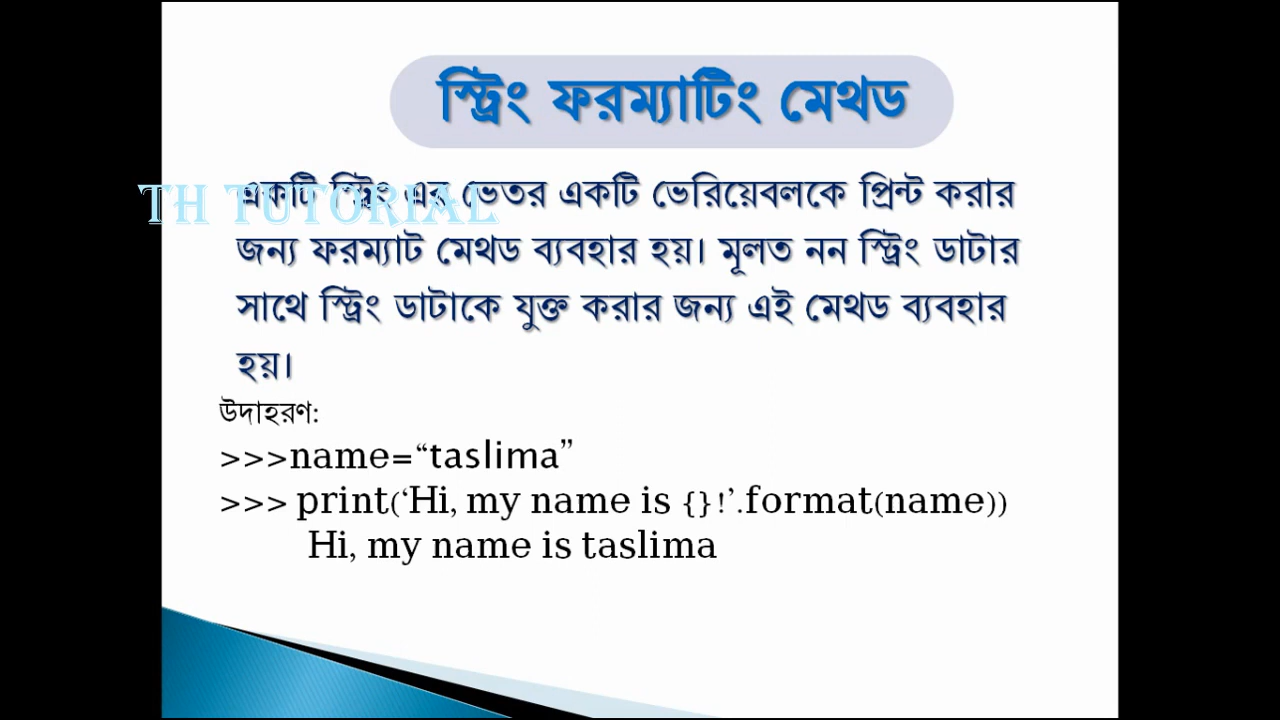 স্ট্রিং ফরম্যাটিং মেথড
TH TUTORIAL
একটি স্ট্রিং এর ভেতর একটি ভেরিয়েবলকে প্রিন্ট করার
জন্য ফরম্যাট মেথড ব্যবহার হয়। মূলত নন স্ট্রিং ডাটার
সাথে স্ট্রিং ডাটাকে যুক্ত করার জন্য এই মেথড ব্যবহার
হয়।
উদাহরণ:
>>>name=“taslima”
>>> print(‘Hi, my name is {}!’.format(name))
Hi, my name is taslima